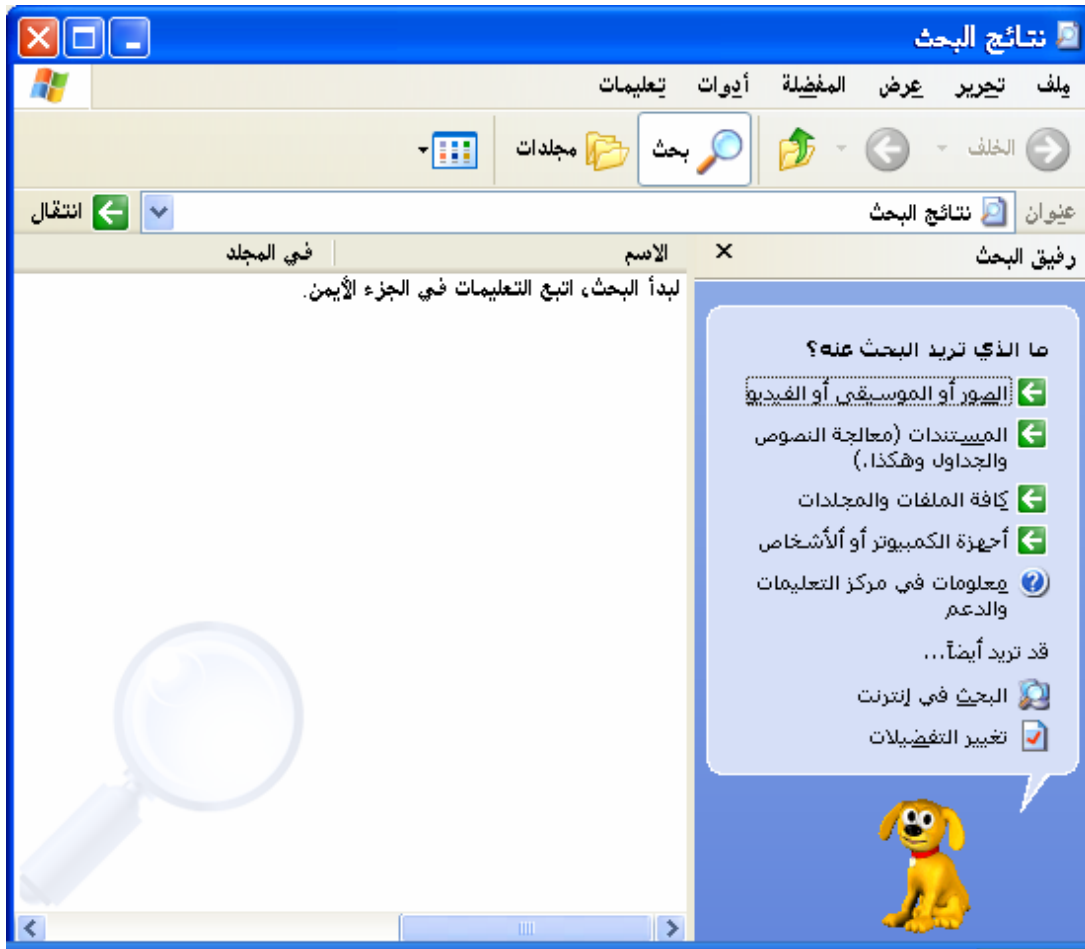 نتائج البحث
ملف تحرير عرض المفضلة أدوات تعليمات
الخلف بحث مجلدات
عنوان نتائج البحث انتقال
رفيق البحث
الاسم في المجلد
لبدأ البحث، اتبع التعليمات في الجزء الأيمن.
ما الذي تريد البحث عنه؟
الصور أو الموسيقى أو الفيديو
المستندات (معالجة النصوص
والجداول وهكذا.)
كافة الملفات والمجلدات
أجهزة الكمبيوتر أو ألأشخاص
معلومات في مركز التعليمات
والدعم
قد تريد أيضاً...
البحث في إنترنت
تغيير التفضيلات